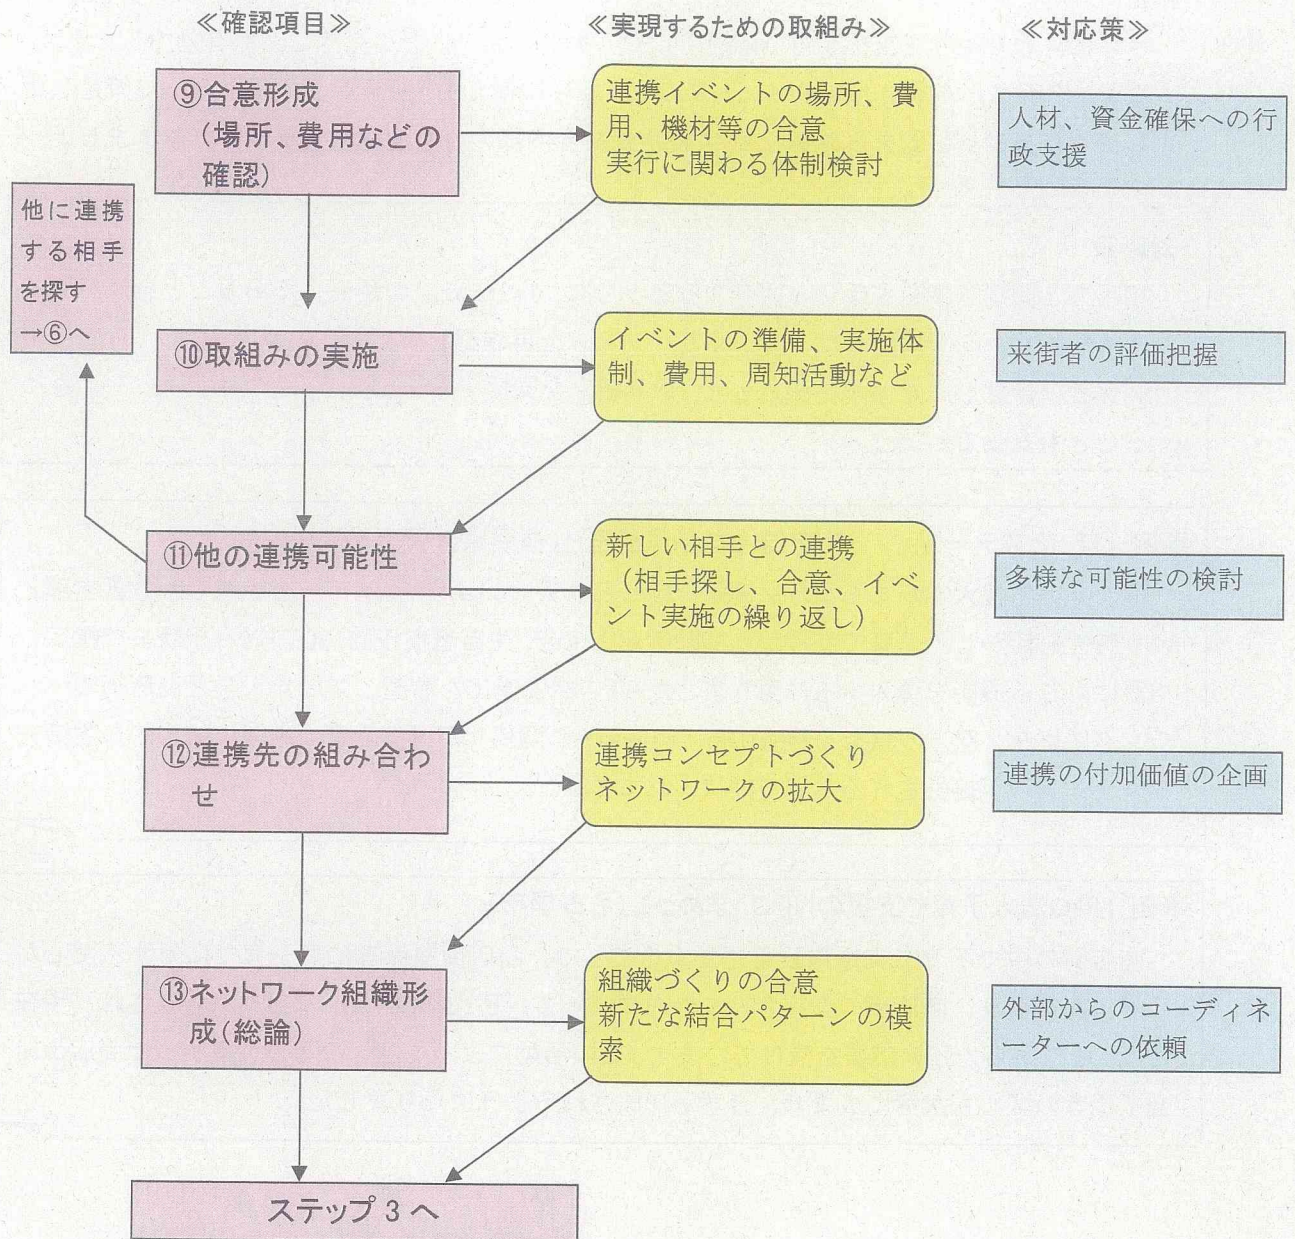 ≪確認項目≫
≪実現するための取組み≫
≪対応策≫
⑨合意形成
(場所、費用などの
確認)
連携イベントの場所、費
用、機材等の合意
実行に関わる体制検討
人材、資金確保への行
政支援
他に連携
する相手
を探す
→⑥へ
⑩取組みの実施
イベントの準備、実施体
制、費用、周知活動など
来街者の評価把握
⑪他の連携可能性
新しい相手との連携
(相手探し、合意、イベ
ント実施の繰り返し)
多様な可能性の検討
⑫連携先の組み合わ
せ
連携コンセプトづくり
ネットワークの拡大
連携の付加価値の企画
⑬ネットワーク組織形
成(総論)
組織づくりの合意
新たな結合パターンの模
索
外部からのコーディネ
ーターへの依頼
ステップ 3 へ